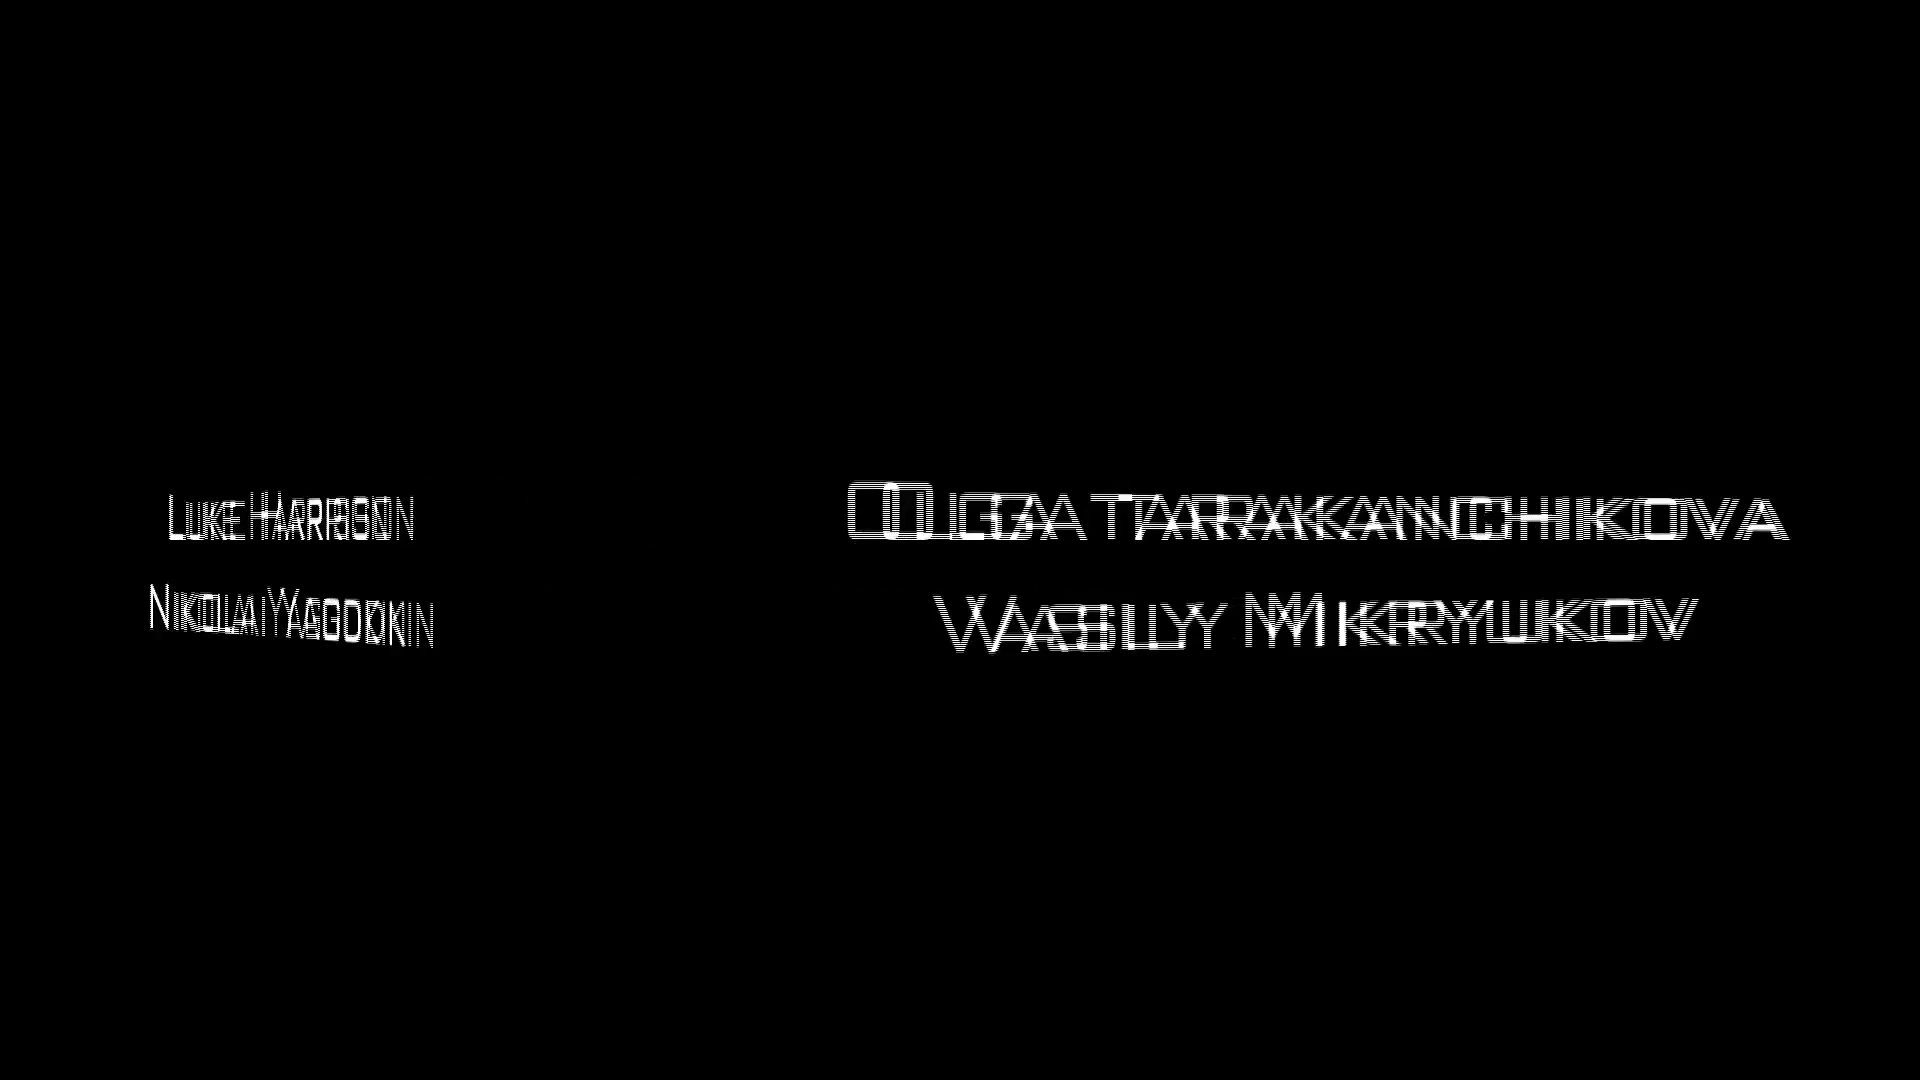 Luke Harrison
Olga Tarakanchikova
Nikolai Yagodkin
Vasily Mikryukov